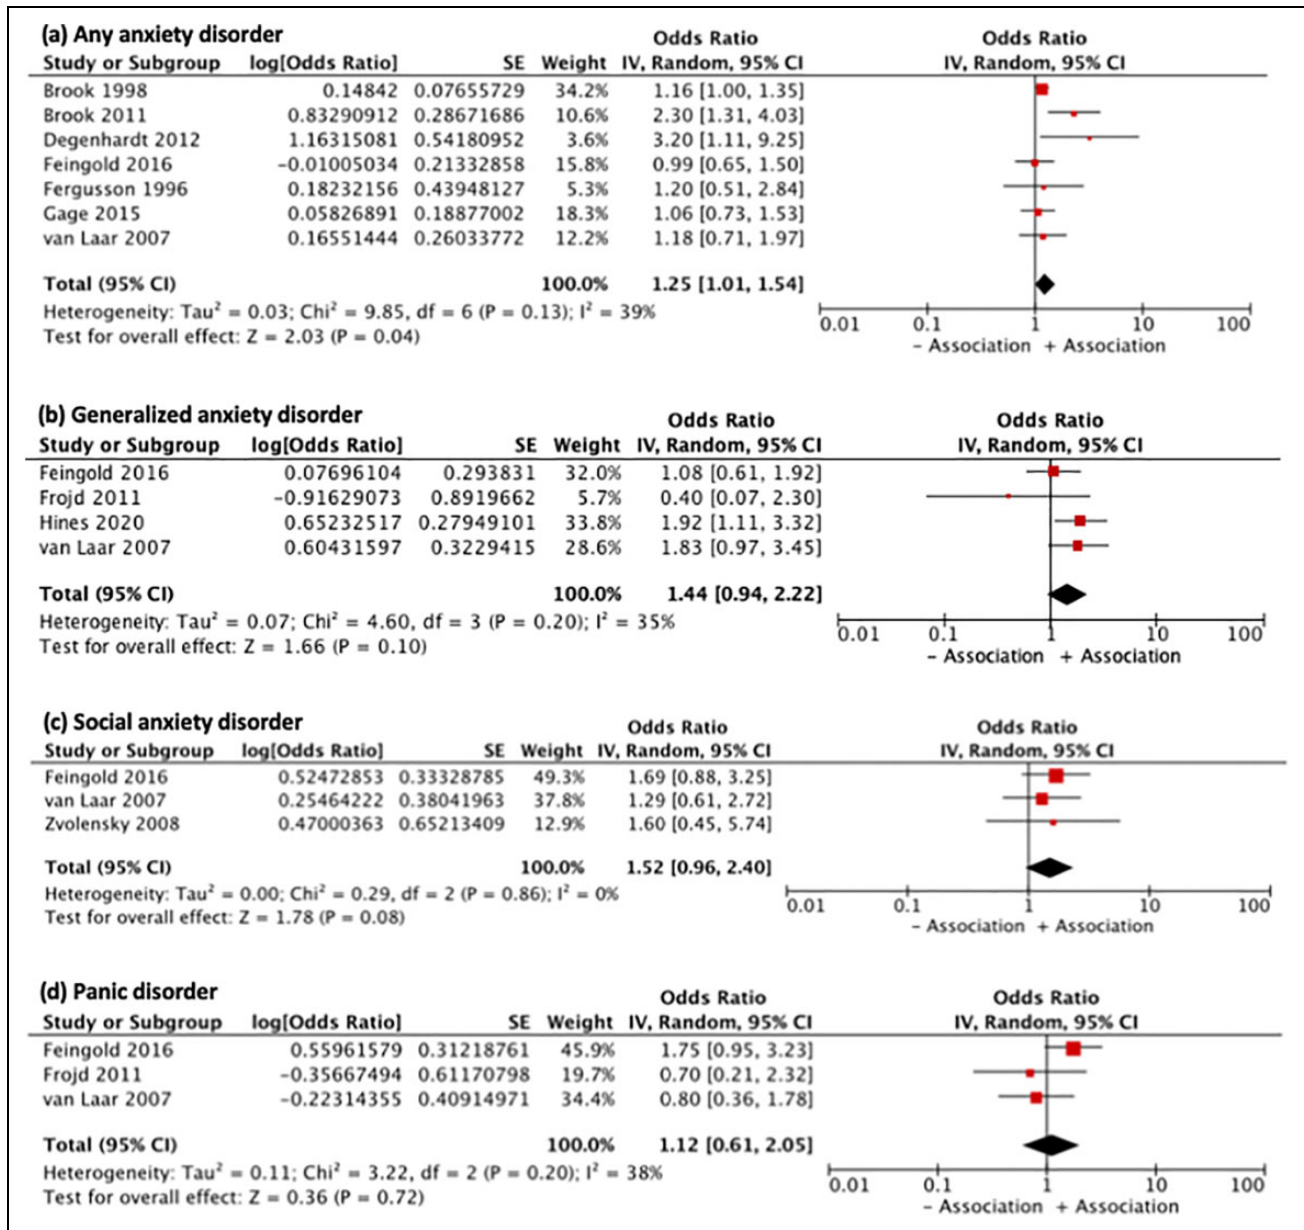 (a) Any anxiety disorder
Odds Ratio Odds Ratio
Study or Subgroup log[Odds Ratio] SE Weight IV, Random, 95% CI IV, Random, 95% CI
Brook 1998 0.14842 0.07655729 34.2% 1.16 [1.00, 1.35]
Brook 2011 0.83290912 0.28671686 10.6% 2.30 [1.31, 4.03]
Degenhardt 2012 1.16315081 0.54180952 3.6% 3.20 [1.11, 9.25]
Feingold 2016 −0.01005034 0.21332858 15.8% 0.99 [0.65, 1.50]
Fergusson 1996 0.18232156 0.43948127 5.3% 1.20 [0.51, 2.84]
Gage 2015 0.05826891 0.18877002 18.3% 1.06 [0.73, 1.53]
van Laar 2007 0.16551444 0.26033772 12.2% 1.18 [0.71, 1.97]
Total (95% CI) 100.0% 1.25 [1.01, 1.54]
Heterogeneity: Tau² = 0.03; Chi² = 9.85, df = 6 (P = 0.13); I² = 39%
Test for overall effect: Z = 2.03 (P = 0.04)
0.01 0.1 1 10 100
− Association + Association
(b) Generalized anxiety disorder
Odds Ratio Odds Ratio
Study or Subgroup log[Odds Ratio] SE Weight IV, Random, 95% CI IV, Random, 95% CI
Feingold 2016 0.07696104 0.293831 32.0% 1.08 [0.61, 1.92]
Frojd 2011 −0.91629073 0.8919662 5.7% 0.40 [0.07, 2.30]
Hines 2020 0.65232517 0.27949101 33.8% 1.92 [1.11, 3.32]
van Laar 2007 0.60431597 0.3229415 28.6% 1.83 [0.97, 3.45]
Total (95% CI) 100.0% 1.44 [0.94, 2.22]
Heterogeneity: Tau² = 0.07; Chi² = 4.60, df = 3 (P = 0.20); I² = 35%
Test for overall effect: Z = 1.66 (P = 0.10)
0.01 0.1 1 10 100
− Association + Association
(c) Social anxiety disorder
Odds Ratio Odds Ratio
Study or Subgroup log[Odds Ratio] SE Weight IV, Random, 95% CI IV, Random, 95% CI
Feingold 2016 0.52472853 0.33328785 49.3% 1.69 [0.88, 3.25]
van Laar 2007 0.25464222 0.38041963 37.8% 1.29 [0.61, 2.72]
Zvolensky 2008 0.47000363 0.65213409 12.9% 1.60 [0.45, 5.74]
Total (95% CI) 100.0% 1.52 [0.96, 2.40]
Heterogeneity: Tau² = 0.00; Chi² = 0.29, df = 2 (P = 0.86); I² = 0%
Test for overall effect: Z = 1.78 (P = 0.08)
0.01 0.1 1 10 100
− Association + Association
(d) Panic disorder
Odds Ratio Odds Ratio
Study or Subgroup log[Odds Ratio] SE Weight IV, Random, 95% CI IV, Random, 95% CI
Feingold 2016 0.55961579 0.31218761 45.9% 1.75 [0.95, 3.23]
Frojd 2011 −0.35667494 0.61170798 19.7% 0.70 [0.21, 2.32]
van Laar 2007 −0.22314355 0.40914971 34.4% 0.80 [0.36, 1.78]
Total (95% CI) 100.0% 1.12 [0.61, 2.05]
Heterogeneity: Tau² = 0.11; Chi² = 3.22, df = 2 (P = 0.20); I² = 38%
Test for overall effect: Z = 0.36 (P = 0.72)
0.01 0.1 1 10 100
− Association + Association